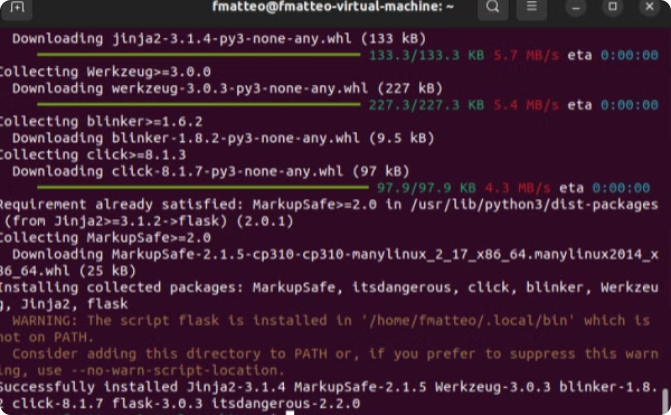 fmatteo@fmatteo-virtual-machine: ~
Downloading jinja2-3.1.4-py3-none-any.whl (133 kB)
133.3/133.3 KB 5.7 MB/s eta 0:00:00
Collecting Werkzeug>=3.0.0
Downloading werkzeug-3.0.3-py3-none-any.whl (227 kB)
227.3/227.3 KB 5.4 MB/s eta 0:00:00
Collecting blinker>=1.6.2
Downloading blinker-1.8.2-py3-none-any.whl (9.5 kB)
Collecting click>=8.1.3
Downloading click-8.1.7-py3-none-any.whl (97 kB)
97.9/97.9 KB 4.3 MB/s eta 0:00:00
Requirement already satisfied: MarkupSafe>=2.0 in /usr/lib/python3/dist-packages
(from Jinja2>=3.1.2->flask) (2.0.1)
Collecting MarkupSafe>=2.0
Downloading MarkupSafe-2.1.5-cp310-cp310-manylinux_2_17_x86_64.manylinux2014_x
86_64.whl (25 kB)
Installing collected packages: MarkupSafe, itsdangerous, click, blinker, Werkzeu
g, Jinja2, flask
WARNING: The script flask is installed in '/home/fmatteo/.local/bin' which is
not on PATH.
Consider adding this directory to PATH or, if you prefer to suppress this warn
ing, use --no-warn-script-location.
Successfully installed Jinja2-3.1.4 MarkupSafe-2.1.5 Werkzeug-3.0.3 blinker-1.8.
2 click-8.1.7 flask-3.0.3 itsdangerous-2.2.0